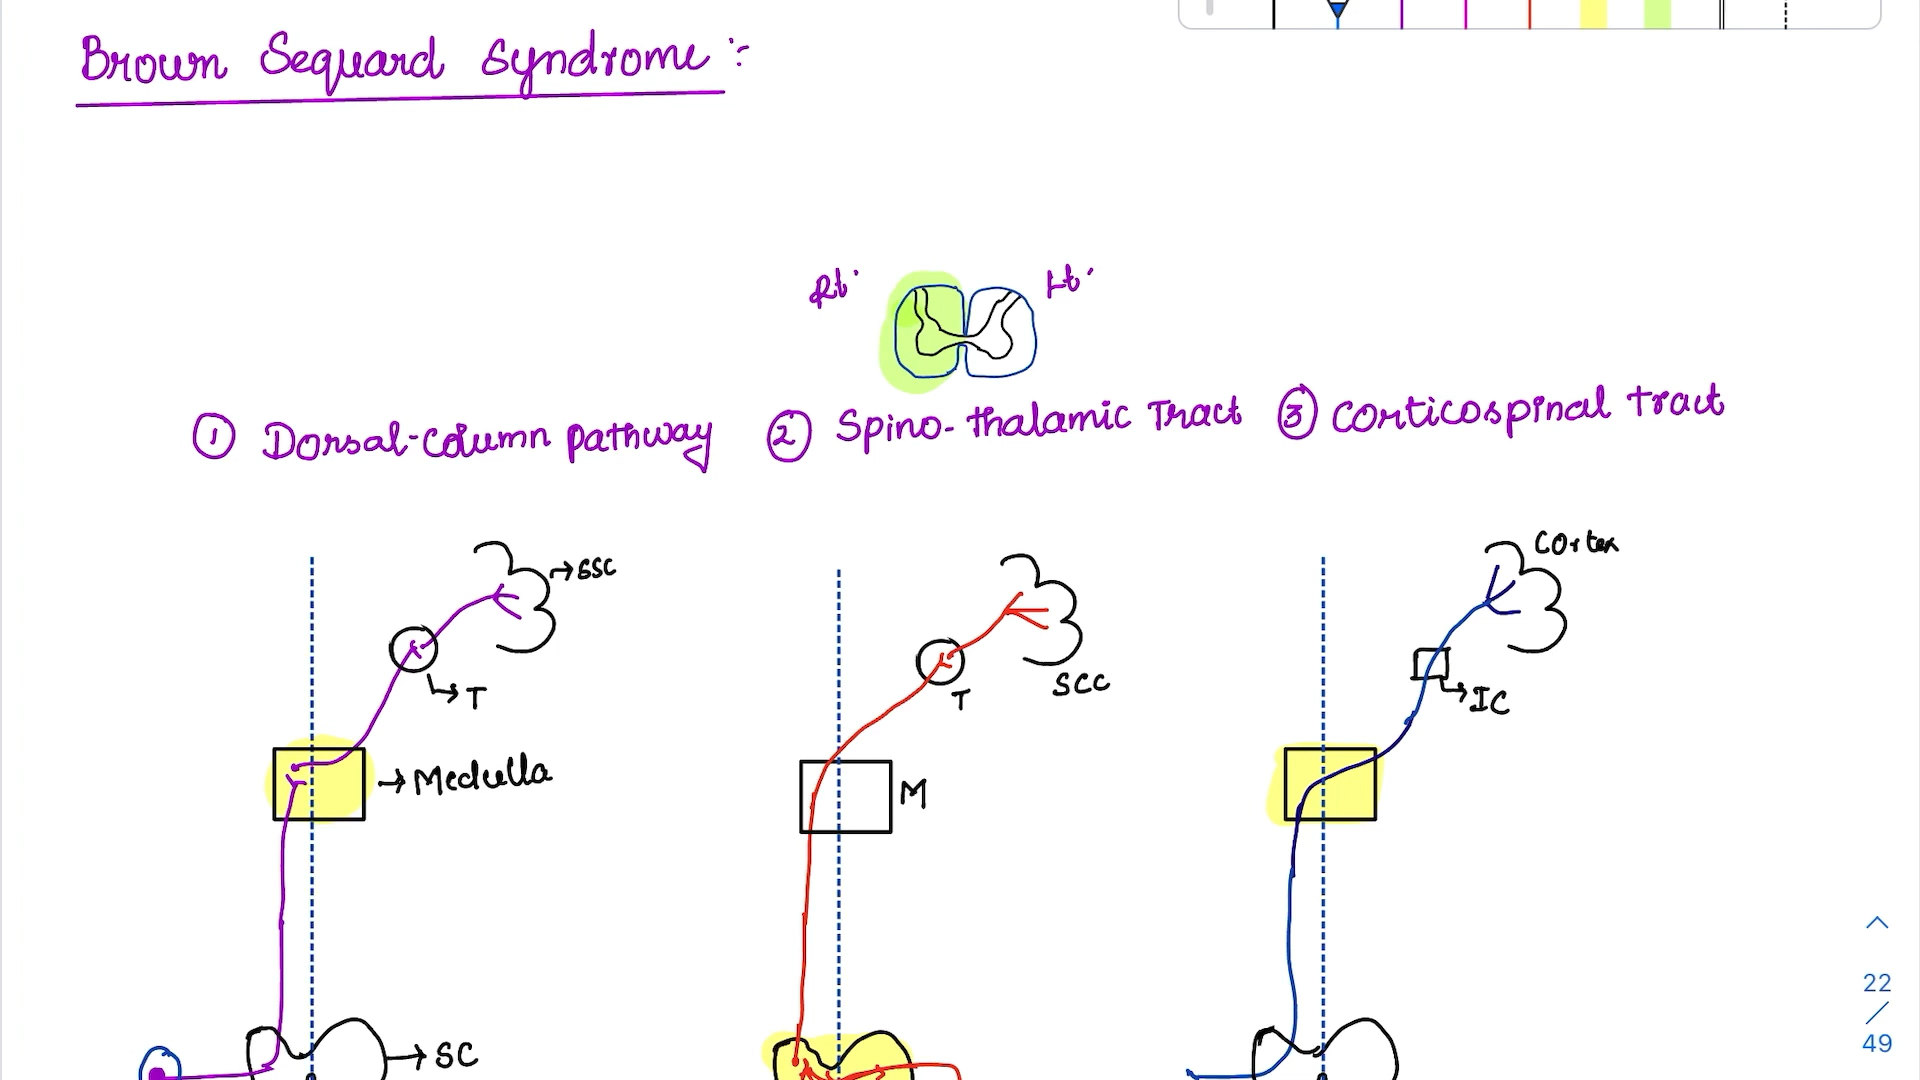 Brown Sequard Syndrome :-
Rt. Lt.
① Dorsal-column pathway ② Spino-thalamic Tract ③ Corticospinal tract
→SSC
Cortex
→T
T
SCC
→IC
→Medulla
M
→SC
22
/
49